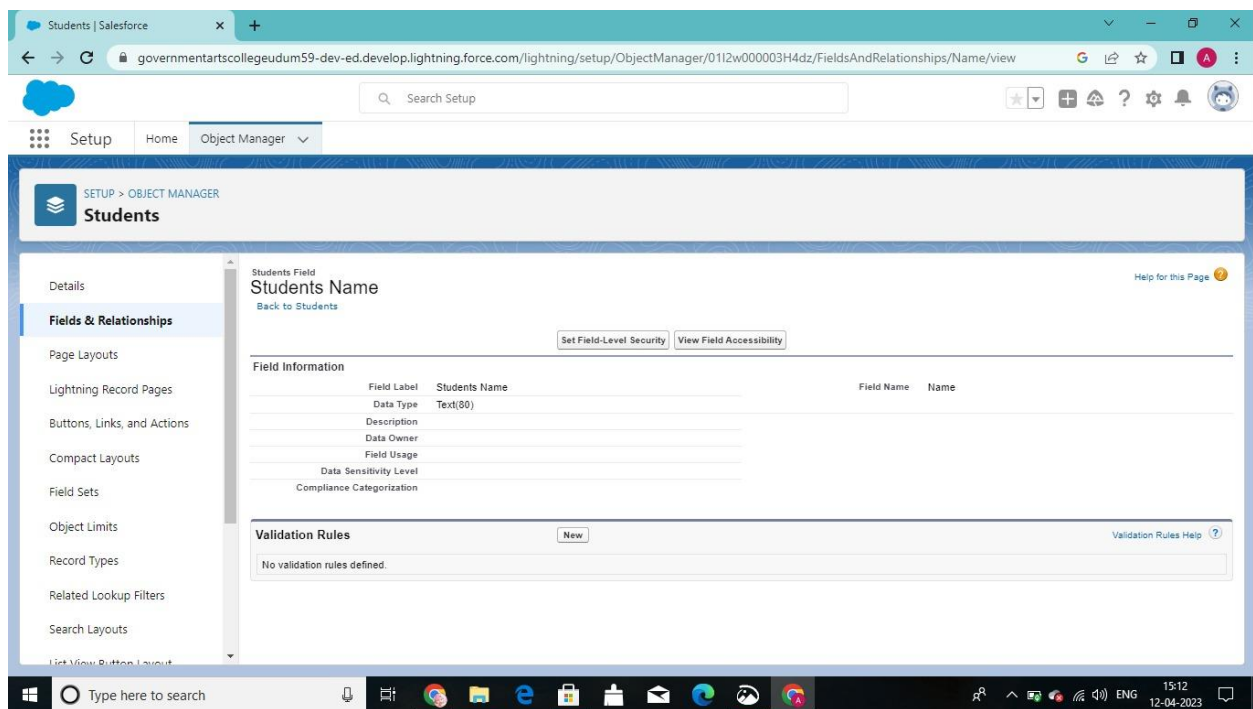 Students | Salesforce
governmentartscollegeudum59-dev-ed.develop.lightning.force.com/lightning/setup/ObjectManager/01I2w000003H4dz/FieldsAndRelationships/Name/view
G
A
Search Setup
Setup Home Object Manager
SETUP > OBJECT MANAGER
Students
Details
Fields & Relationships
Page Layouts
Lightning Record Pages
Buttons, Links, and Actions
Compact Layouts
Field Sets
Object Limits
Record Types
Related Lookup Filters
Search Layouts
List View Button Layout
Students Field
Students Name
Back to Students
Help for this Page
Set Field-Level Security View Field Accessibility
Field Information
Field Label Students Name Field Name Name
Data Type Text(80)
Description
Data Owner
Field Usage
Data Sensitivity Level
Compliance Categorization
Validation Rules New Validation Rules Help ?
No validation rules defined.
Type here to search
ENG
15:12
12-04-2023